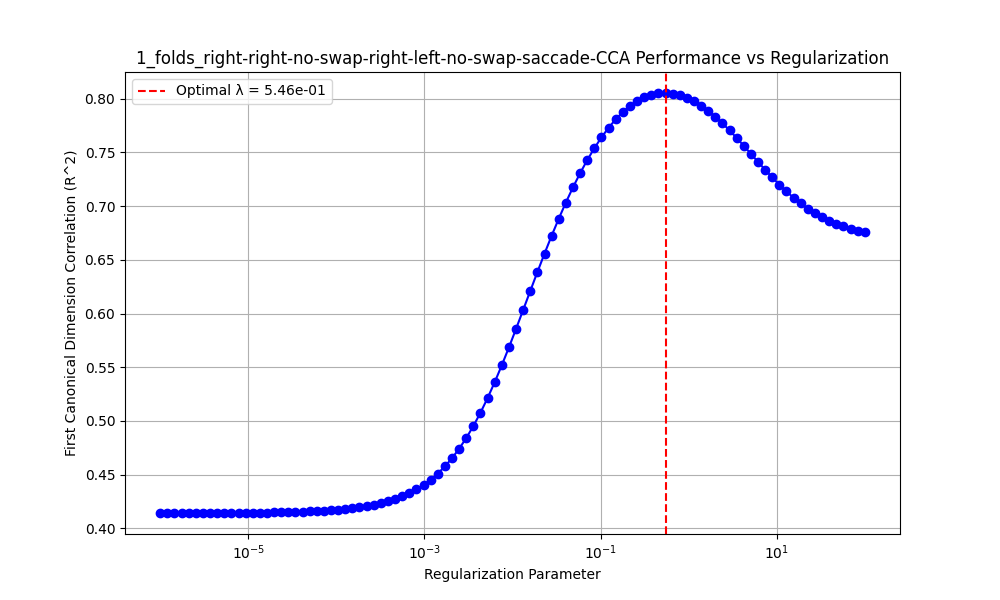 1_folds_right-right-no-swap-right-left-no-swap-saccade-CCA Performance vs Regularization
Optimal λ = 5.46e-01
First Canonical Dimension Correlation (R^2)
0.80
0.75
0.70
0.65
0.60
0.55
0.50
0.45
0.40
10⁻⁵ 10⁻³ 10⁻¹ 10¹
Regularization Parameter